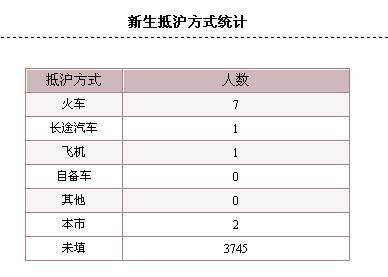 新生抵沪方式统计
抵沪方式 人数
火车 7
长途汽车 1
飞机 1
自备车 0
其他 0
本市 2
未填 3745